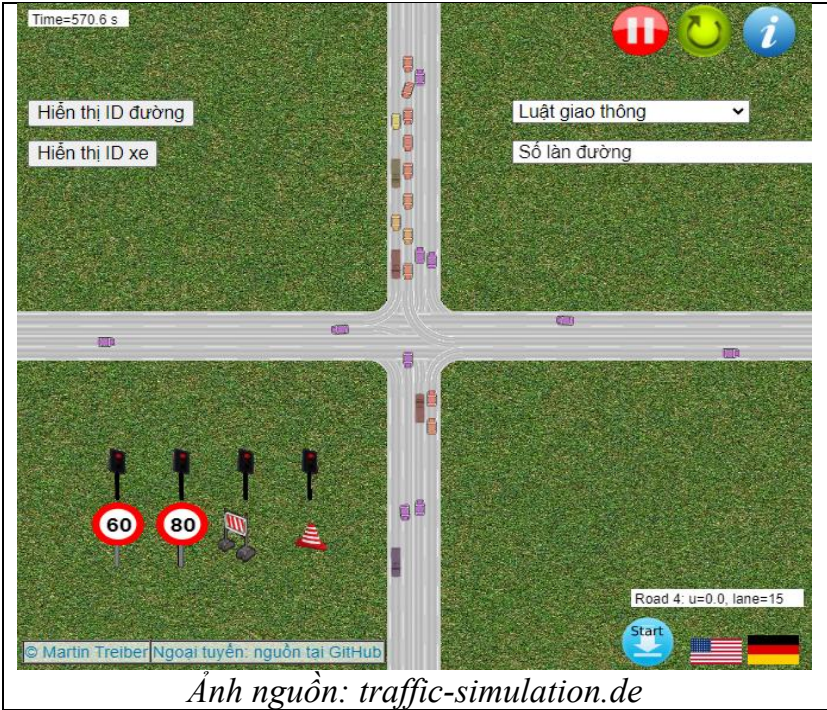 Time=570.6 s
Hiển thị ID đường
Luật giao thông
Hiển thị ID xe
Số làn đường
60
80
Road 4: u=0.0, lane=15
Start
© Martin Treiber Ngoại tuyến: nguồn tại GitHub
Ảnh nguồn: traffic-simulation.de